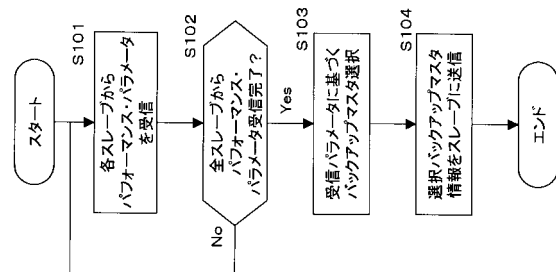 スタート
S101
各スレーブから
パフォーマンス・パラメータ
を受信
S102
全スレーブから
パフォーマンス・
パラメータ受信完了？
No
Yes
S103
受信パラメータに基づく
バックアップマスタ選択
S104
選択バックアップマスタ
情報をスレーブに送信
エンド